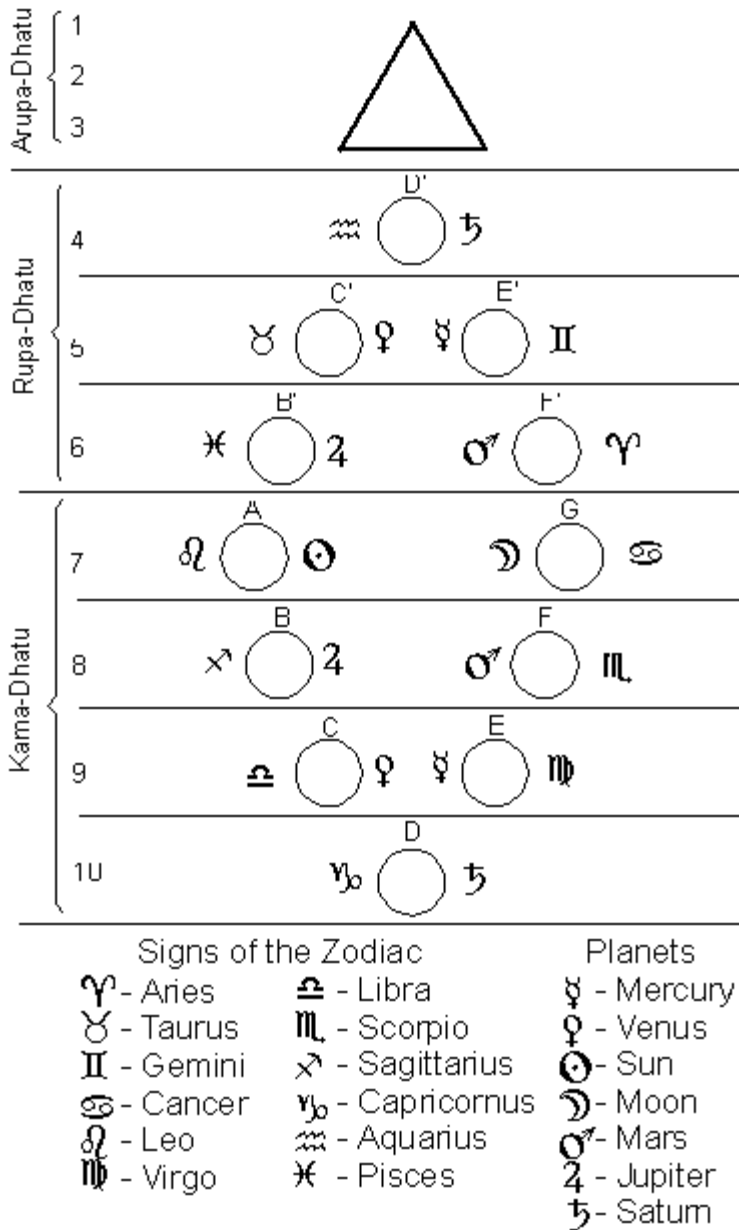 Arupa-Dhatu
1
2
3
Rupa-Dhatu
D'
4 ♒ ♄
C' E'
5 ♉ ♀ ☿ ♊
B' F'
6 ♓ ♃ ♂ ♈
Kama-Dhatu
A G
7 ♌ ☉ ☽ ♋
B F
8 ♐ ♃ ♂ ♏
C E
9 ♎ ♀ ☿ ♍
D
10 ♑ ♄
Signs of the Zodiac Planets
♈ - Aries ♎ - Libra ☿ - Mercury
♉ - Taurus ♏ - Scorpio ♀ - Venus
♊ - Gemini ♐ - Sagittarius ☉ - Sun
♋ - Cancer ♑ - Capricornus ☽ - Moon
♌ - Leo ♒ - Aquarius ♂ - Mars
♍ - Virgo ♓ - Pisces ♃ - Jupiter
♄ - Saturn